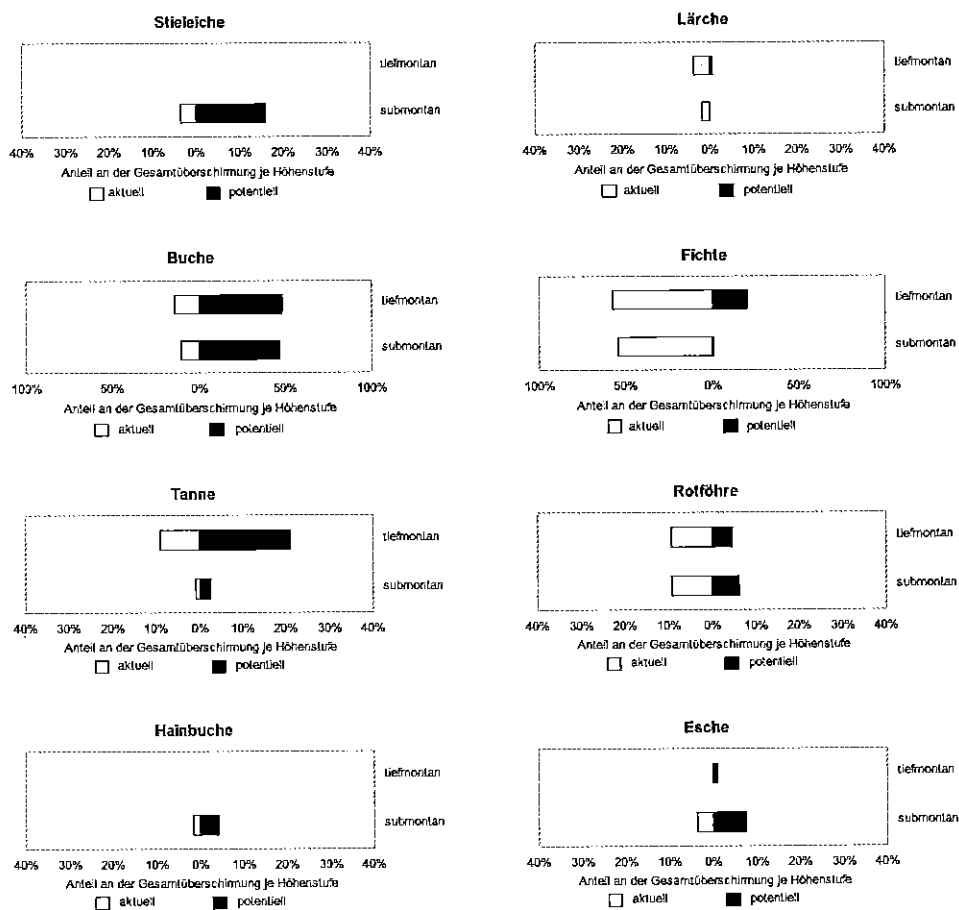 Stieleiche
tiefmontan
submontan
40% 30% 20% 10% 0% 10% 20% 30% 40%
Anteil an der Gesamtüberschirmung je Höhenstufe
aktuell potentiell
Lärche
tiefmontan
submontan
40% 30% 20% 10% 0% 10% 20% 30% 40%
Anteil an der Gesamtüberschirmung je Höhenstufe
aktuell potentiell
Buche
tiefmontan
submontan
100% 50% 0% 50% 100%
Anteil an der Gesamtüberschirmung je Höhenstufe
aktuell potentiell
Fichte
tiefmontan
submontan
100% 50% 0% 50% 100%
Anteil an der Gesamtüberschirmung je Höhenstufe
aktuell potentiell
Tanne
tiefmontan
submontan
40% 30% 20% 10% 0% 10% 20% 30% 40%
Anteil an der Gesamtüberschirmung je Höhenstufe
aktuell potentiell
Rotföhre
tiefmontan
submontan
40% 30% 20% 10% 0% 10% 20% 30% 40%
Anteil an der Gesamtüberschirmung je Höhenstufe
aktuell potentiell
Hainbuche
tiefmontan
submontan
40% 30% 20% 10% 0% 10% 20% 30% 40%
Anteil an der Gesamtüberschirmung je Höhenstufe
aktuell potentiell
Esche
tiefmontan
submontan
40% 30% 20% 10% 0% 10% 20% 30% 40%
Anteil an der Gesamtüberschirmung je Höhenstufe
aktuell potentiell